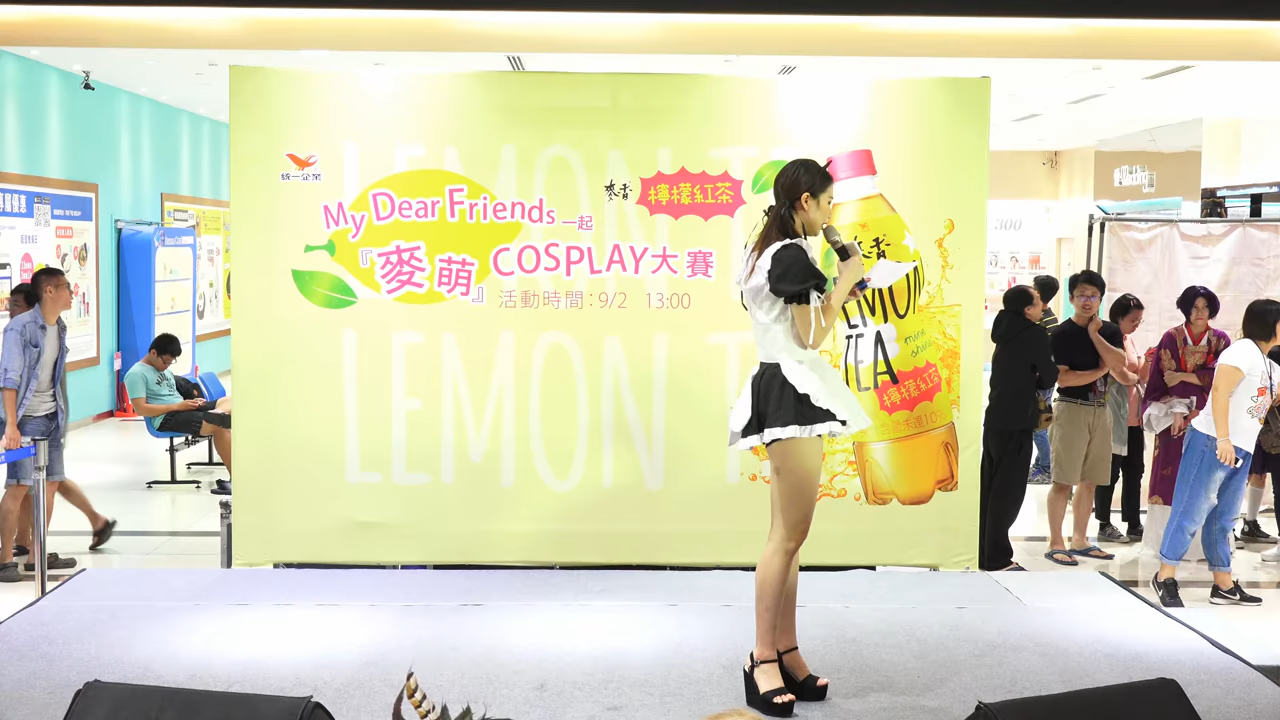 統一企業
LEMON T
My Dear Friends 一起
麥香 檸檬紅茶
『麥萌』 COSPLAY大賽
活動時間：9/2 13:00
LEMON T
麥香
LEMON
TEA
檸檬紅茶
300